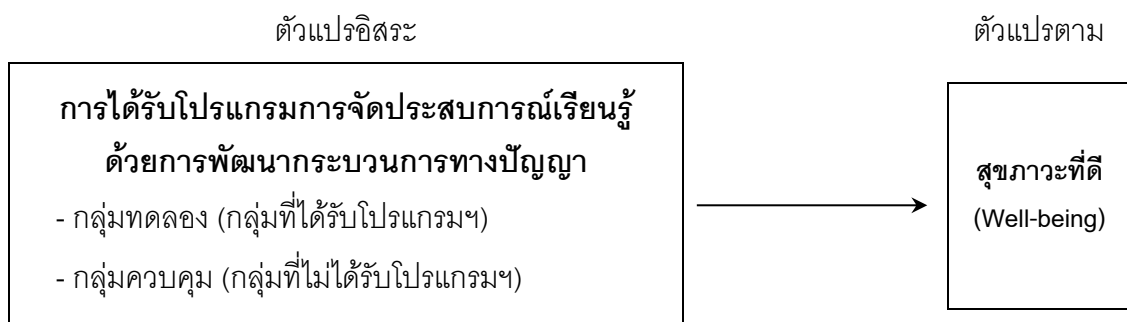 ตัวแปรอิสระ
ตัวแปรตาม
การได้รับโปรแกรมการจัดประสบการณ์เรียนรู้
ด้วยการพัฒนากระบวนการทางปัญญา
- กลุ่มทดลอง (กลุ่มที่ได้รับโปรแกรมฯ)
- กลุ่มควบคุม (กลุ่มที่ไม่ได้รับโปรแกรมฯ)
สุขภาวะที่ดี
(Well-being)